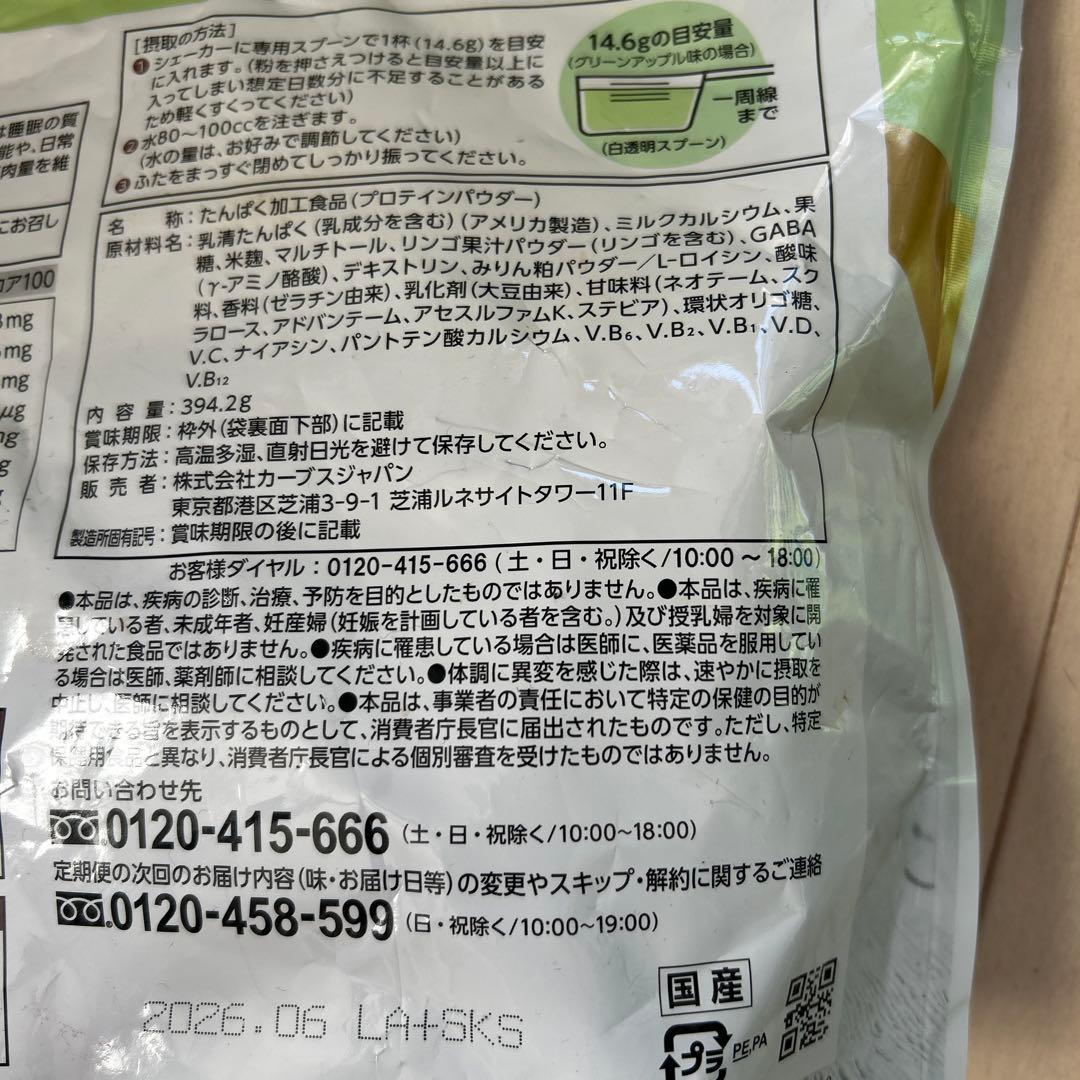 [摂取の方法]
❶シェーカーに専用スプーンで1杯(14.6g)を目安
に入れます。(粉を押さえつけると目安量以上に
入ってしまい想定日数分に不足することがある
ため軽くすくってください)
❷水80~100ccを注ぎます。
(水の量は、お好みで調節してください)
❸ふたをまっすぐ閉めてしっかり振ってください。
14.6gの目安量
(グリーンアップル味の場合)
一周線
まで
(白透明スプーン)
は睡眠の質
能や、日常
肉量を維
にお召し
コア100
mg
mg
mg
μg
mg
g
名 称:たんぱく加工食品(プロテインパウダー)
原材料名:乳清たんぱく(乳成分を含む)(アメリカ製造)、ミルクカルシウム、果
糖、米麹、マルチトール、リンゴ果汁パウダー(リンゴを含む)、GABA
(γ-アミノ酪酸)、デキストリン、みりん粕パウダー/L-ロイシン、酸味
料、香料(ゼラチン由来)、乳化剤(大豆由来)、甘味料(ネオテーム、スク
ラロース、アドバンテーム、アセスルファムK、ステビア)、環状オリゴ糖、
V.C、ナイアシン、パントテン酸カルシウム、V.B₆、V.B₂、V.B₁、V.D、
V.B₁₂
内 容 量:394.2g
賞味期限:枠外(袋裏面下部)に記載
保存方法:高温多湿、直射日光を避けて保存してください。
販 売 者:株式会社カーブスジャパン
東京都港区芝浦3-9-1 芝浦ルネサイトタワー11F
製造所固有記号:賞味期限の後に記載
お客様ダイヤル:0120-415-666(土・日・祝除く/10:00~18:00)
●本品は、疾病の診断、治療、予防を目的としたものではありません。●本品は、疾病に罹
患している者、未成年者、妊産婦(妊娠を計画している者を含む。)及び授乳婦を対象に開
発された食品ではありません。●疾病に罹患している場合は医師に、医薬品を服用してい
る場合は医師、薬剤師に相談してください。●体調に異変を感じた際は、速やかに摂取を
中止し、医師に相談してください。●本品は、事業者の責任において特定の保健の目的が
期待できる旨を表示するものとして、消費者庁長官に届出されたものです。ただし、特定
保健用食品と異なり、消費者庁長官による個別審査を受けたものではありません。
お問い合わせ先
0120-415-666(土・日・祝除く/10:00~18:00)
定期便の次回のお届け内容(味・お届け日等)の変更やスキップ・解約に関するご連絡
0120-458-599(日・祝除く/10:00~19:00)
国産
プラ
PE,PA
2026.06 LA+SKS